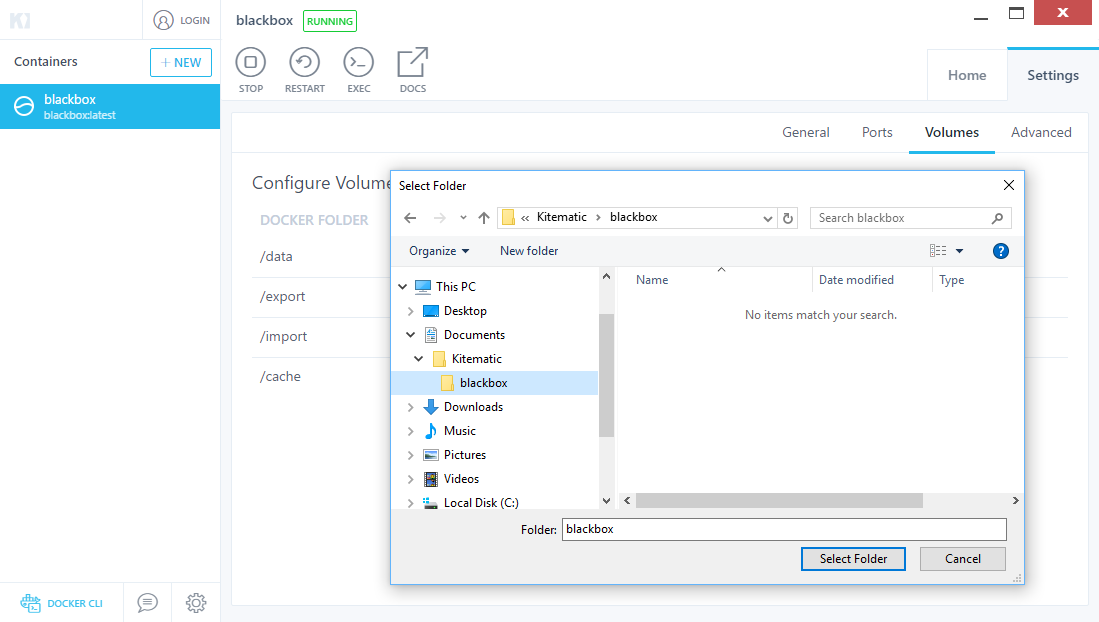 LOGIN
blackbox RUNNING
Containers
+ NEW
blackbox
blackbox:latest
STOP RESTART EXEC DOCS
Home Settings
General Ports Volumes Advanced
Configure Volume
DOCKER FOLDER
/data
/export
/import
/cache
Select Folder
« Kitematic > blackbox
Search blackbox
Organize New folder
?
This PC
Desktop
Documents
Kitematic
blackbox
Downloads
Music
Pictures
Videos
Local Disk (C:)
Name Date modified Type
No items match your search.
Folder: blackbox
Select Folder Cancel
DOCKER CLI